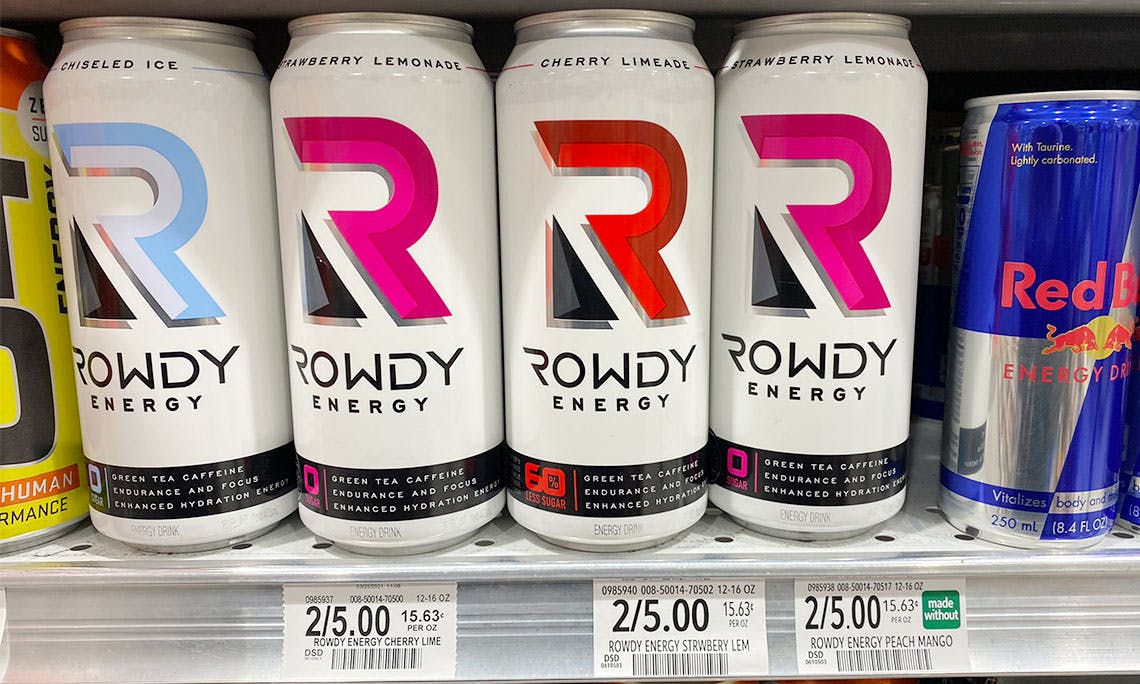 CHISELED ICE
ROWDY
ENERGY
0
SUGAR
GREEN TEA CAFFEINE
ENDURANCE AND FOCUS
ENHANCED HYDRATION ENERGY
ENERGY DRINK
STRAWBERRY LEMONADE
ROWDY
ENERGY
0
SUGAR
GREEN TEA CAFFEINE
ENDURANCE AND FOCUS
ENHANCED HYDRATION ENERGY
ENERGY DRINK
CHERRY LIMEADE
ROWDY
ENERGY
60%
LESS SUGAR
GREEN TEA CAFFEINE
ENDURANCE AND FOCUS
ENHANCED HYDRATION
ENERGY DRINK
STRAWBERRY LEMONADE
ROWDY
ENERGY
0
SUGAR
GREEN TEA CAFFEINE
ENDURANCE AND FOCUS
ENHANCED HYDRATION
ENERGY DRINK
With Taurine.
Lightly carbonated.
Red B
ENERGY DRI
Vitalizes body and
250 mL (8.4 FL OZ)
ENERGY
HUMAN
RMANCE
0985937 008-50014-70500 12-16 OZ
2/5.00 15.63¢
PER OZ
ROWDY ENERGY CHERRY LIME
DSD
0610503
0985940 008-50014-70502 12-16 OZ
2/5.00 15.63¢
PER OZ
ROWDY ENERGY STRWBERY LEM
DSD
0610503
0985938 008-50014-70517 12-16 OZ
2/5.00 15.63¢
PER OZ
made
without
ROWDY ENERGY PEACH MANGO
DSD
0610503